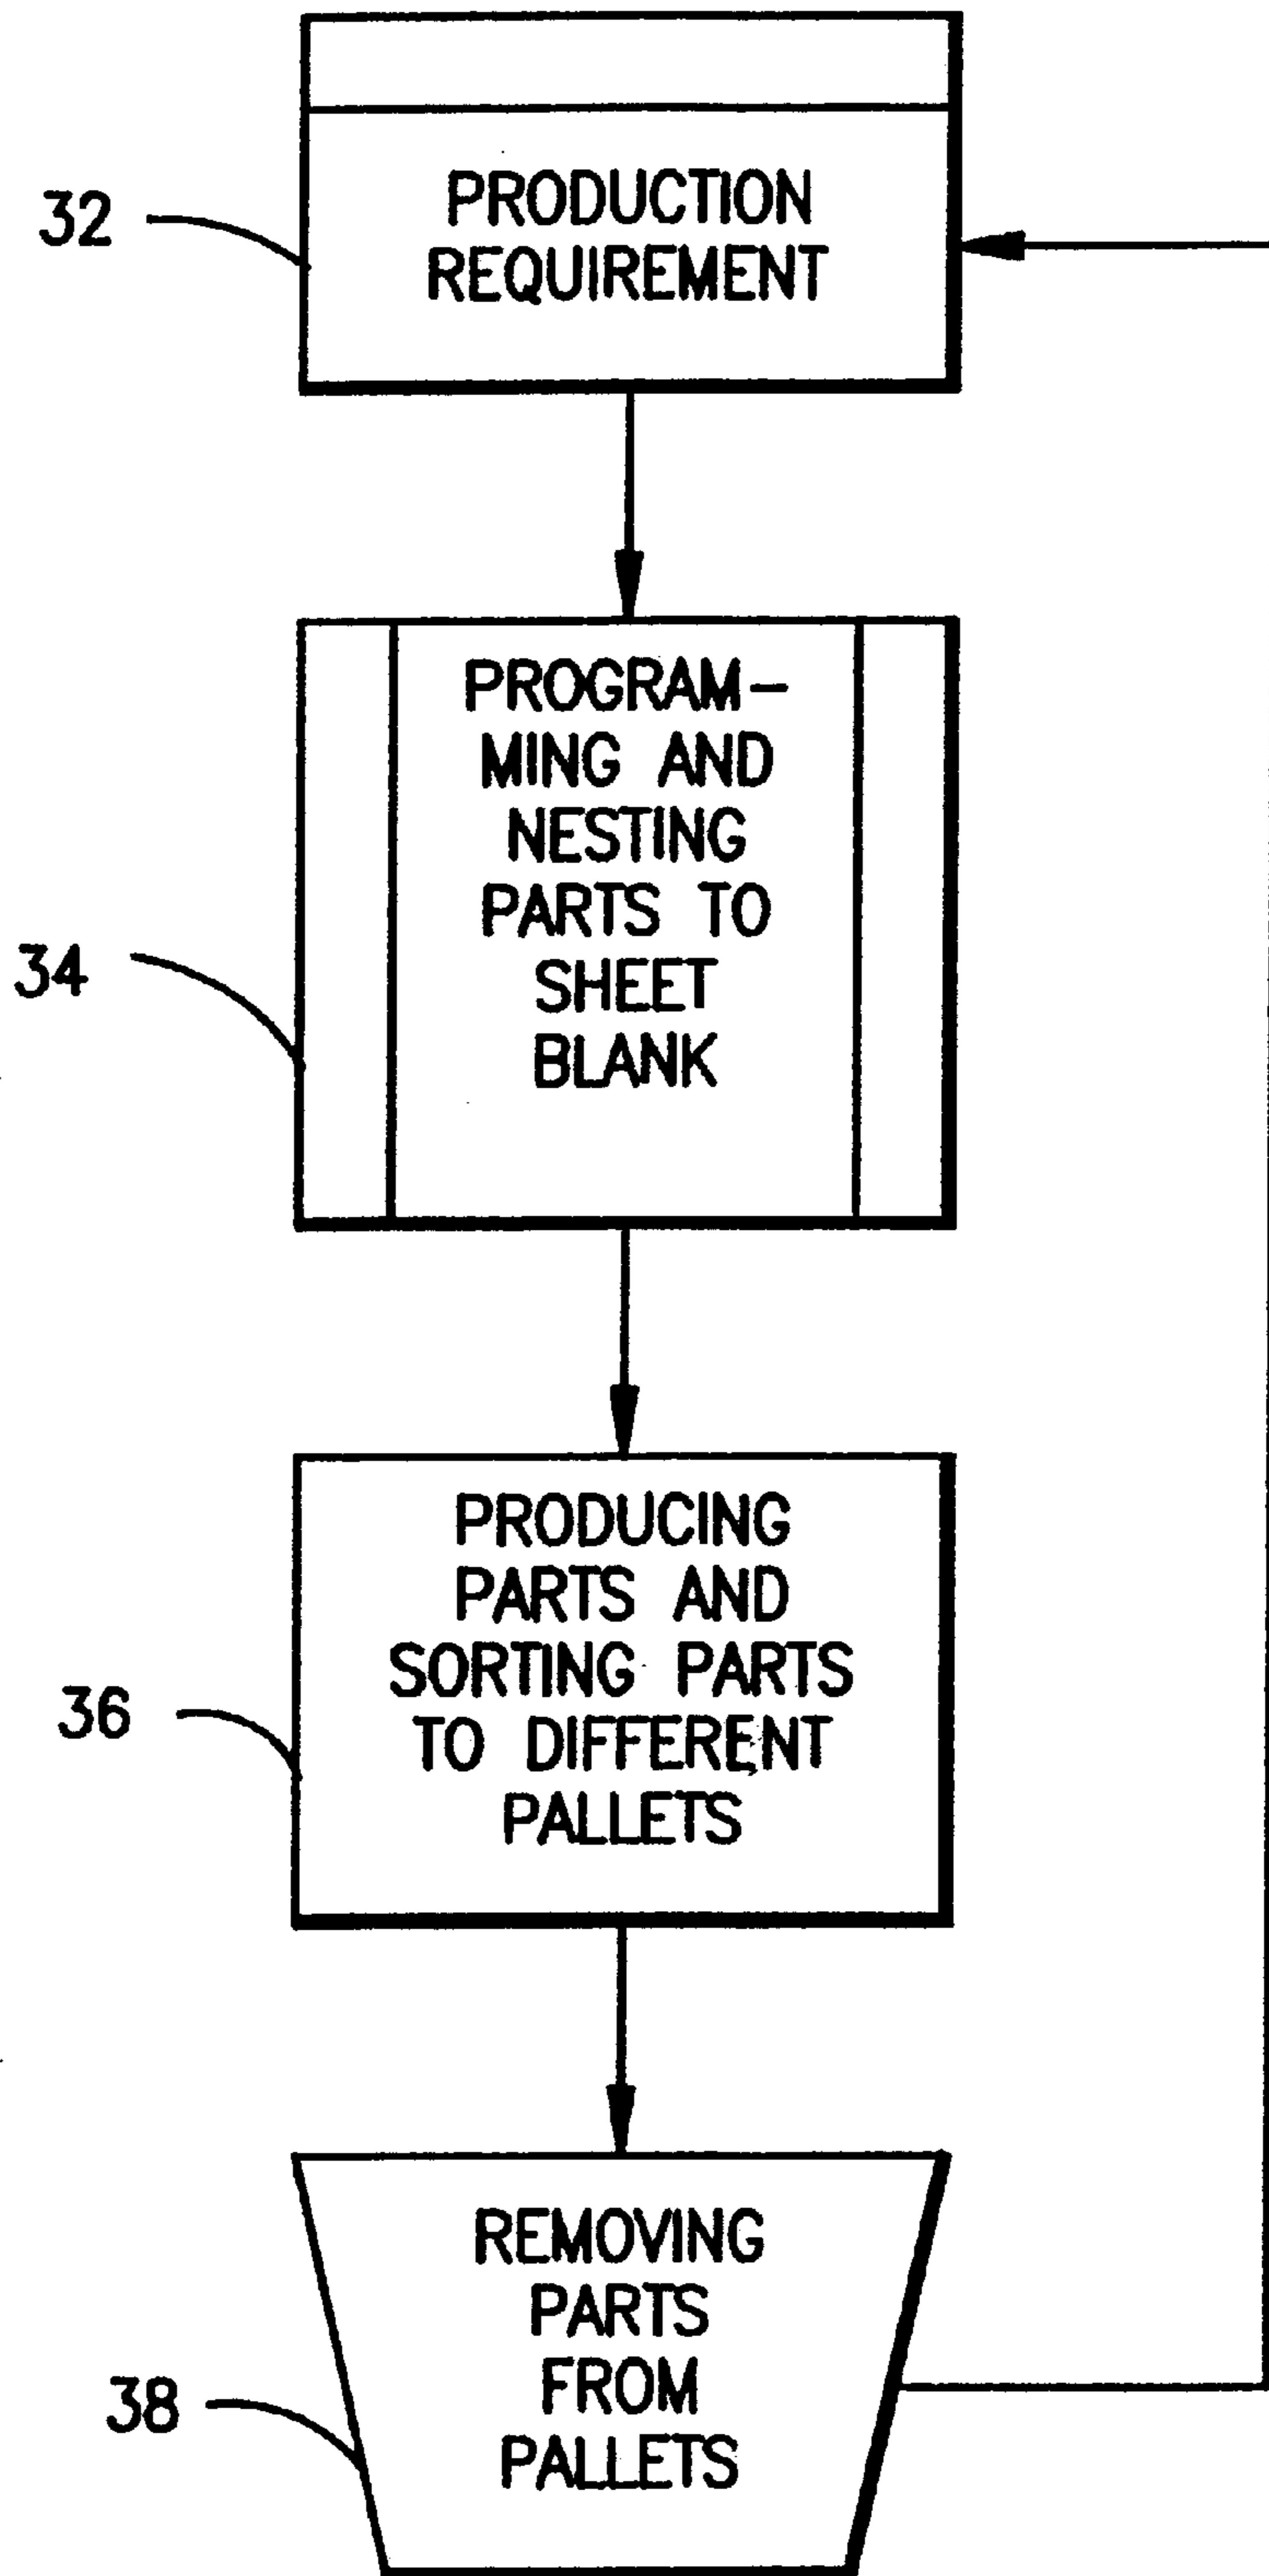 32
PRODUCTION
REQUIREMENT
34
PROGRAM-
MING AND
NESTING
PARTS TO
SHEET
BLANK
36
PRODUCING
PARTS AND
SORTING PARTS
TO DIFFERENT
PALLETS
38
REMOVING
PARTS
FROM
PALLETS